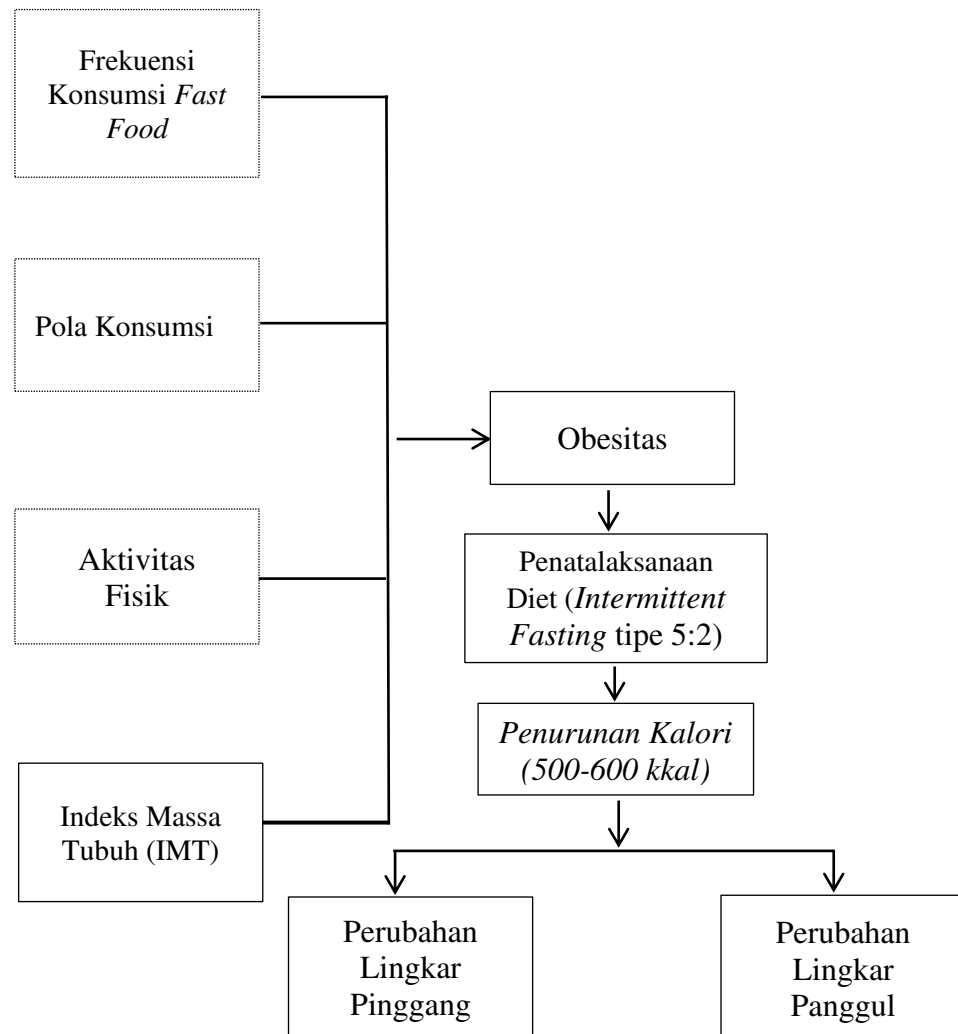 Frekuensi
Konsumsi Fast
Food
Pola Konsumsi
Obesitas
Aktivitas
Fisik
Penatalaksanaan
Diet (Intermittent
Fasting tipe 5:2)
Penurunan Kalori
(500-600 kkal)
Indeks Massa
Tubuh (IMT)
Perubahan
Lingkar
Pinggang
Perubahan
Lingkar
Panggul